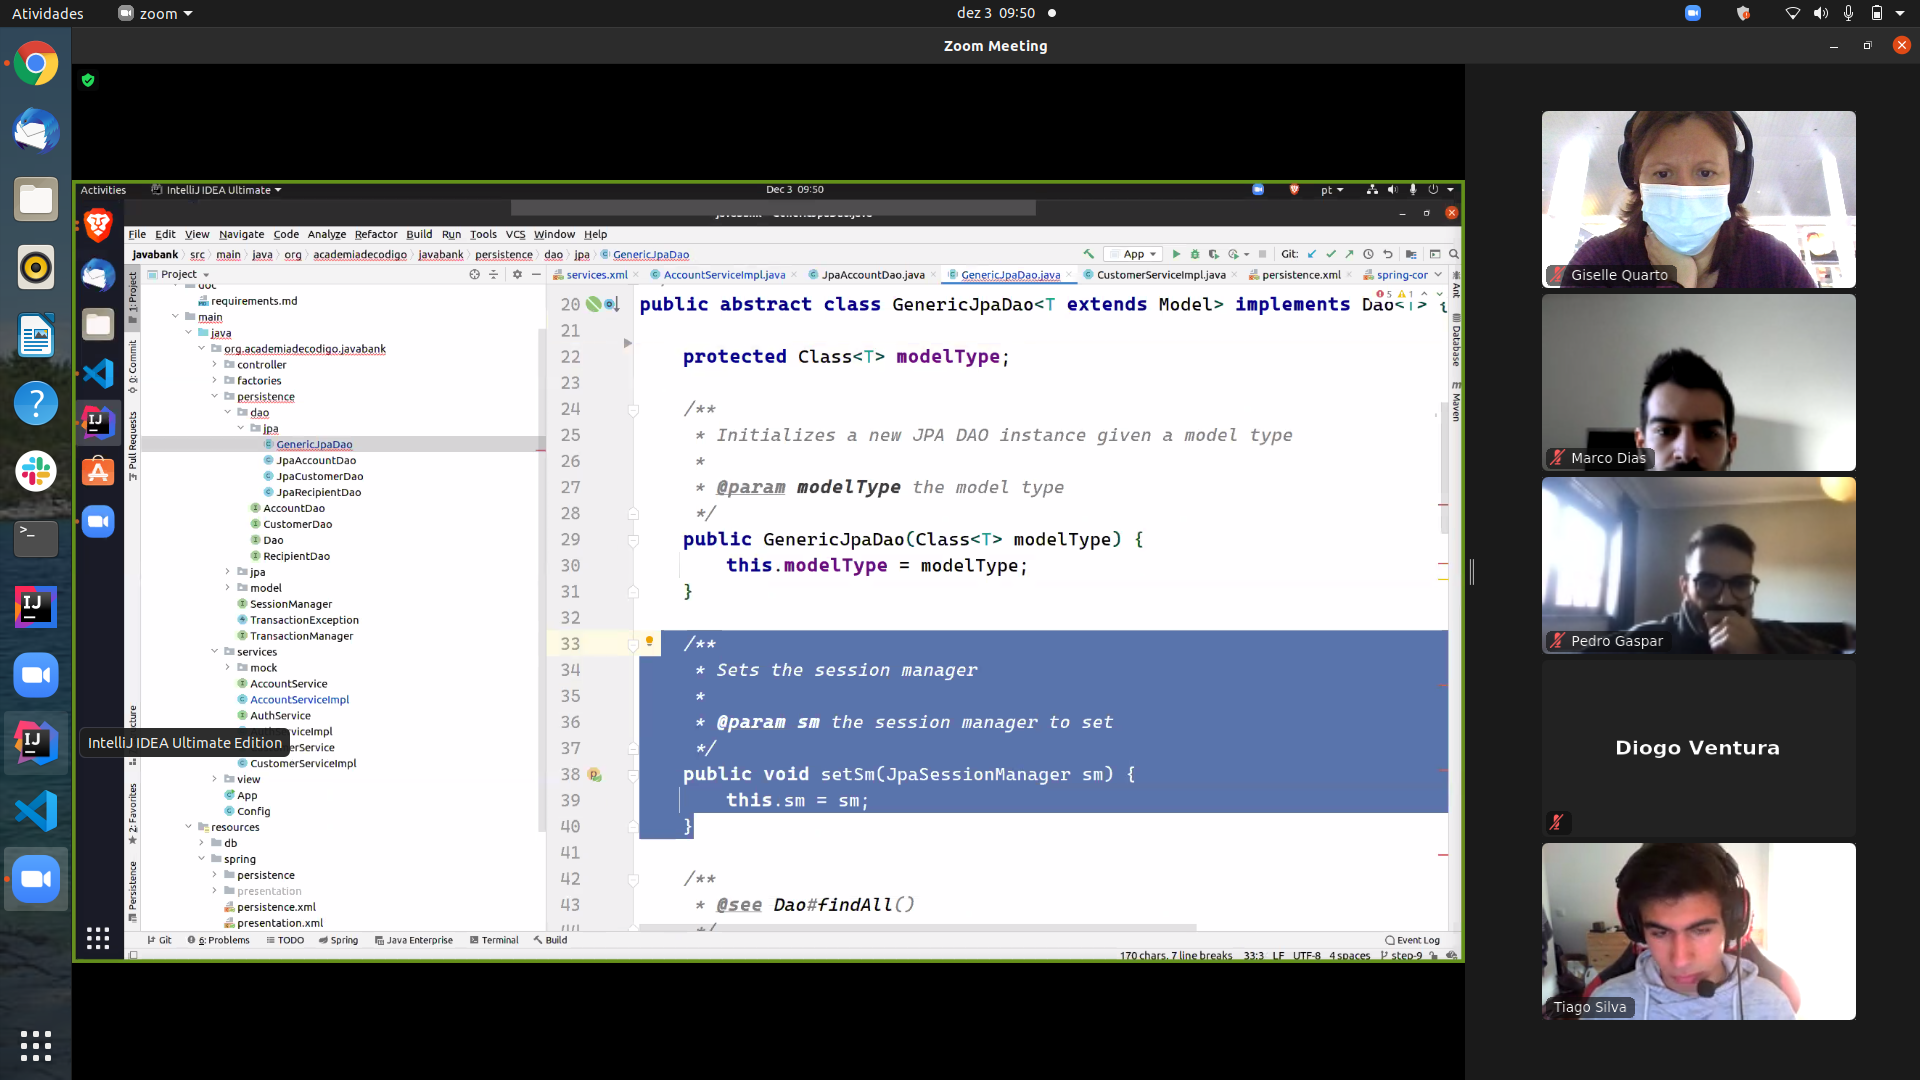 Atividades
zoom
dez 3 09:50
Zoom Meeting
Activities
IntelliJ IDEA Ultimate
Dec 3 09:50
pt
File Edit View Navigate Code Analyze Refactor Build Run Tools VCS Window Help
javabank src main java org academiadecodigo javabank persistence dao jpa GenericJpaDao
App
Git:
Project
services.xml
AccountServiceImpl.java
JpaAccountDao.java
GenericJpaDao.java
CustomerServiceImpl.java
persistence.xml
spring-cor
1: Project
0: Commit
Pull Requests
2: Favorites
Persistence
doc
requirements.md
main
java
org.academiadecodigo.javabank
controller
factories
persistence
dao
jpa
GenericJpaDao
JpaAccountDao
JpaCustomerDao
JpaRecipientDao
AccountDao
CustomerDao
Dao
RecipientDao
jpa
model
SessionManager
TransactionException
TransactionManager
services
mock
AccountService
AccountServiceImpl
AuthService
viceImpl
IntelliJ IDEA Ultimate Edition
erService
CustomerServiceImpl
view
App
Config
resources
db
spring
persistence
presentation
persistence.xml
presentation.xml
5 1
20 public abstract class GenericJpaDao<T extends Model> implements Dao<T> {
21
22 protected Class<T> modelType;
23
24 /**
25 * Initializes a new JPA DAO instance given a model type
26 *
27 * @param modelType the model type
28 */
29 public GenericJpaDao(Class<T> modelType) {
30 this.modelType = modelType;
31 }
32
33 /**
34 * Sets the session manager
35 *
36 * @param sm the session manager to set
37 */
38 public void setSm(JpaSessionManager sm) {
39 this.sm = sm;
40 }
41
42 /**
43 * @see Dao#findAll()
44 */
Ant
Database
Maven
Git 6: Problems TODO Spring Java Enterprise Terminal Build
Event Log
170 chars, 7 line breaks 33:3 LF UTF-8 4 spaces step-9
Giselle Quarto
Marco Dias
Pedro Gaspar
Diogo Ventura
Tiago Silva